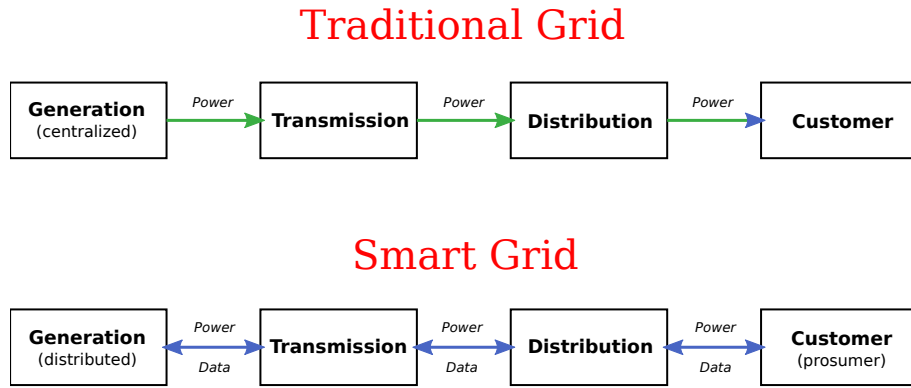 Traditional Grid
Generation
(centralized)
Power
Transmission
Power
Distribution
Power
Customer
Smart Grid
Generation
(distributed)
Power
Data
Transmission
Power
Data
Distribution
Power
Data
Customer
(prosumer)